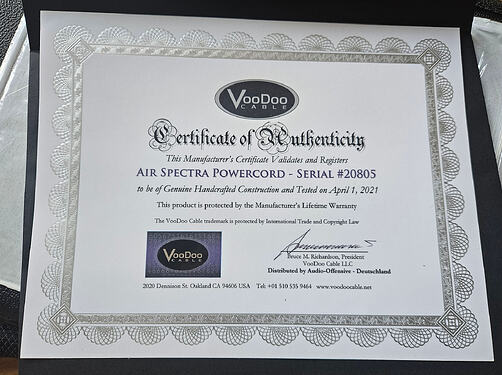 VooDoo
CABLE
Certificate of Authenticity
This Manufacturer's Certificate Validates and Registers
AIR SPECTRA POWERCORD - SERIAL #20805
to be of Genuine Handcrafted Construction and Tested on April 1, 2021
This product is protected by the Manufacturer's Lifetime Warranty
The VooDoo Cable trademark is protected by International Trade and Copyright Law
VooDoo
CABLE
Bruce M. Richardson, President
VooDoo Cable LLC
Distributed by Audio-Offensive - Deutschland
2020 Dennison St. Oakland CA 94606 USA Tel: +01 510 535 9464 www.voodoocable.net